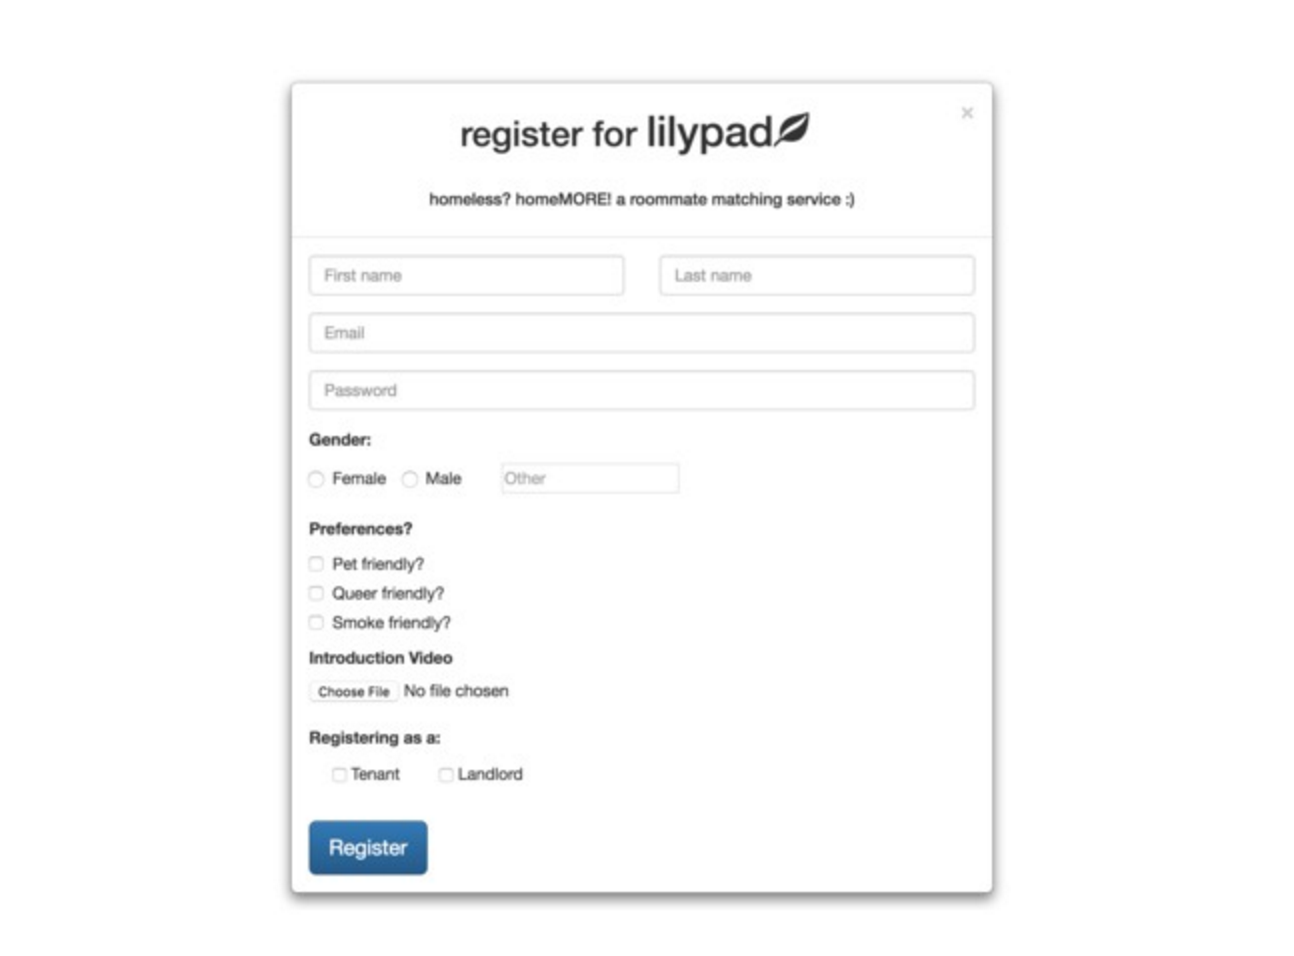 register for lilypad
×
homeless? homeMORE! a roommate matching service :)
First name Last name
Email
Password
Gender:
Female Male Other
Preferences?
Pet friendly?
Queer friendly?
Smoke friendly?
Introduction Video
Choose File No file chosen
Registering as a:
Tenant Landlord
Register